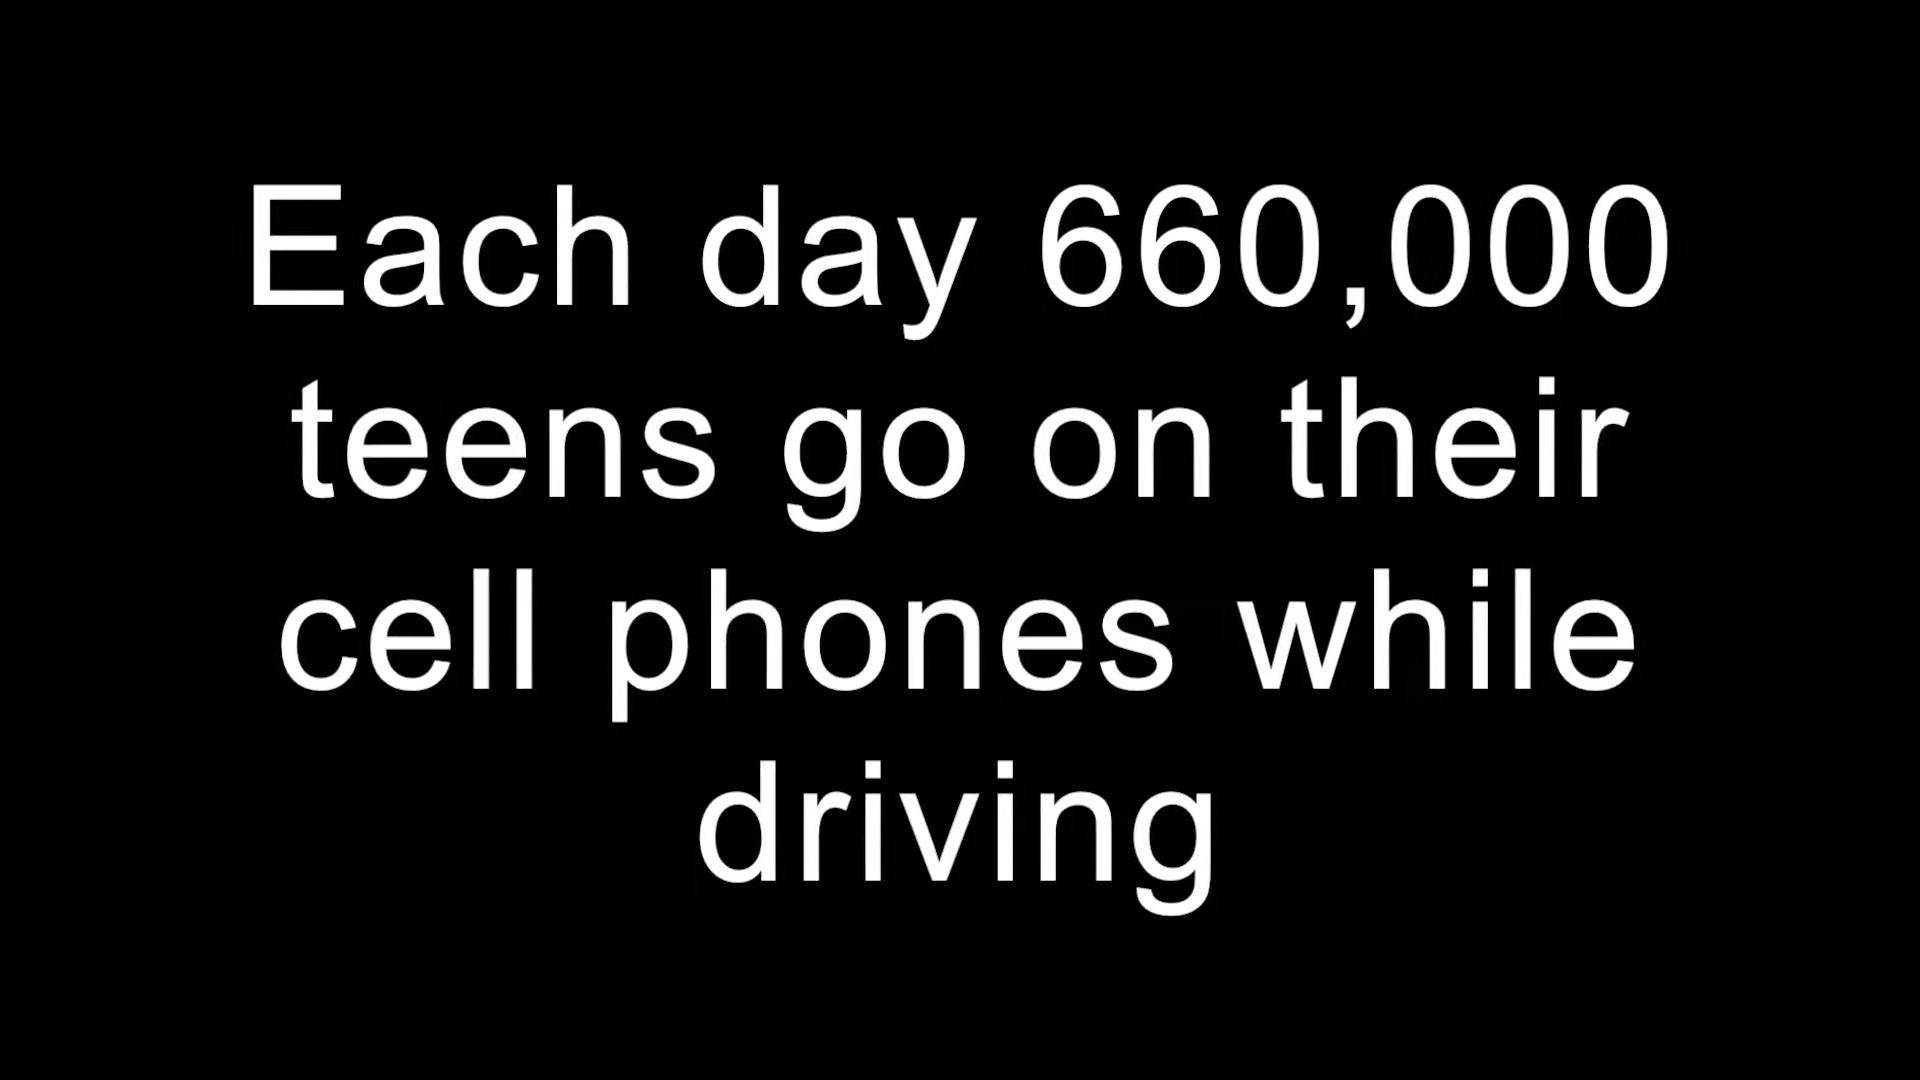 Each day 660,000
teens go on their
cell phones while
driving